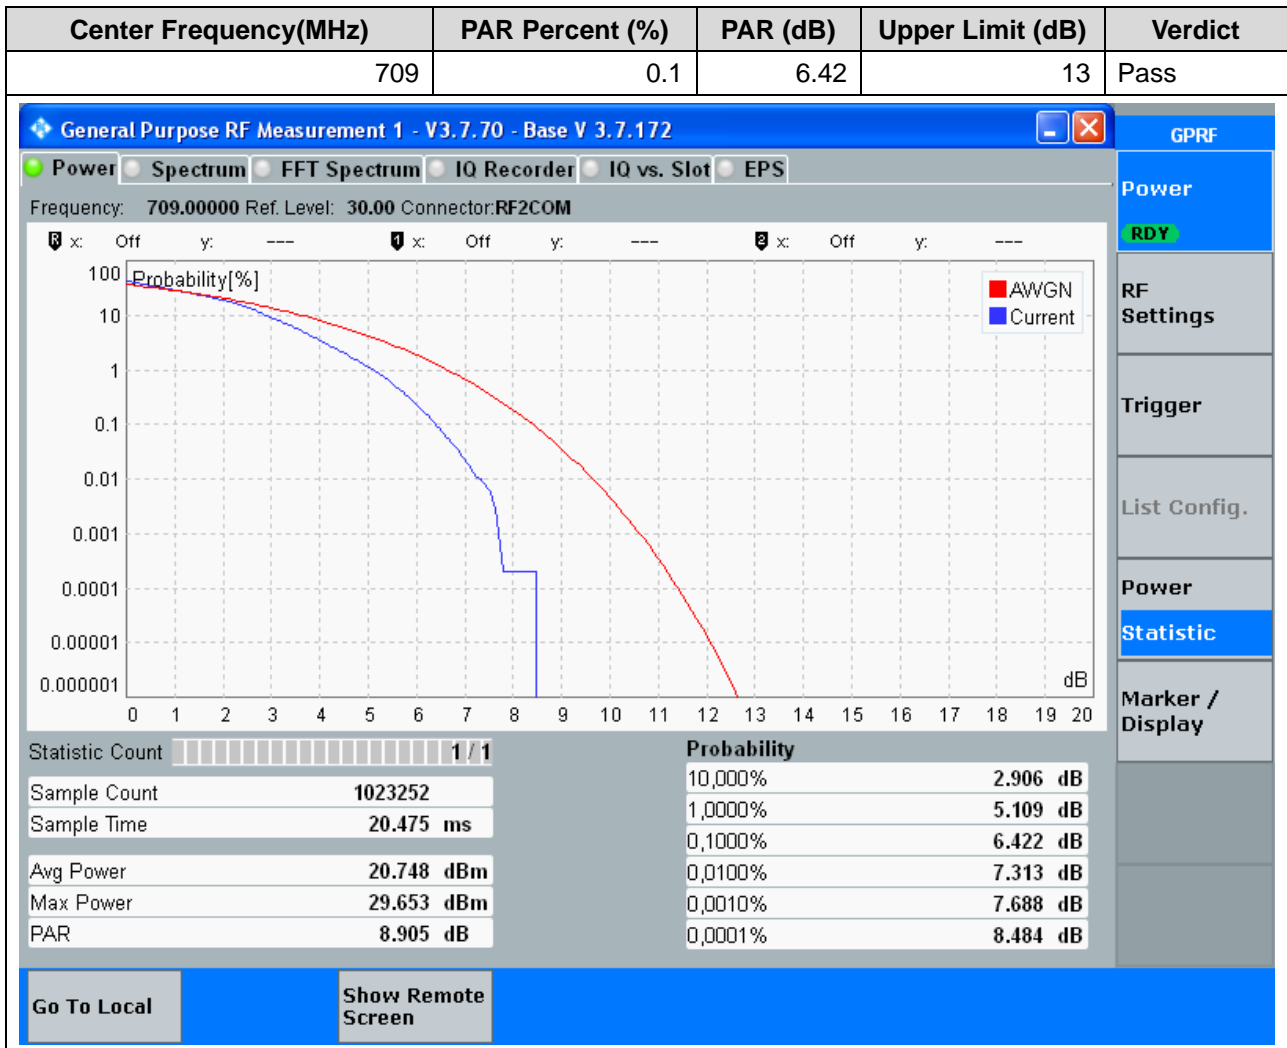 Center Frequency(MHz) PAR Percent (%) PAR (dB) Upper Limit (dB) Verdict
709 0.1 6.42 13 Pass
General Purpose RF Measurement 1 - V3.7.70 - Base V 3.7.172
GPRF
Power Spectrum FFT Spectrum IQ Recorder IQ vs. Slot EPS
Power
RDY
Frequency: 709.00000 Ref. Level: 30.00 Connector:RF2COM
R x: Off y: --- 1 x: Off y: --- 2 x: Off y: ---
Probability[%]
100
10
1
0.1
0.01
0.001
0.0001
0.00001
0.000001
AWGN
Current
dB
0 1 2 3 4 5 6 7 8 9 10 11 12 13 14 15 16 17 18 19 20
RF
Settings
Trigger
List Config.
Power
Statistic
Marker /
Display
Statistic Count 1 / 1
Sample Count 1023252
Sample Time 20.475 ms
Avg Power 20.748 dBm
Max Power 29.653 dBm
PAR 8.905 dB
Probability
10,000% 2.906 dB
1,0000% 5.109 dB
0,1000% 6.422 dB
0,0100% 7.313 dB
0,0010% 7.688 dB
0,0001% 8.484 dB
Go To Local
Show Remote
Screen